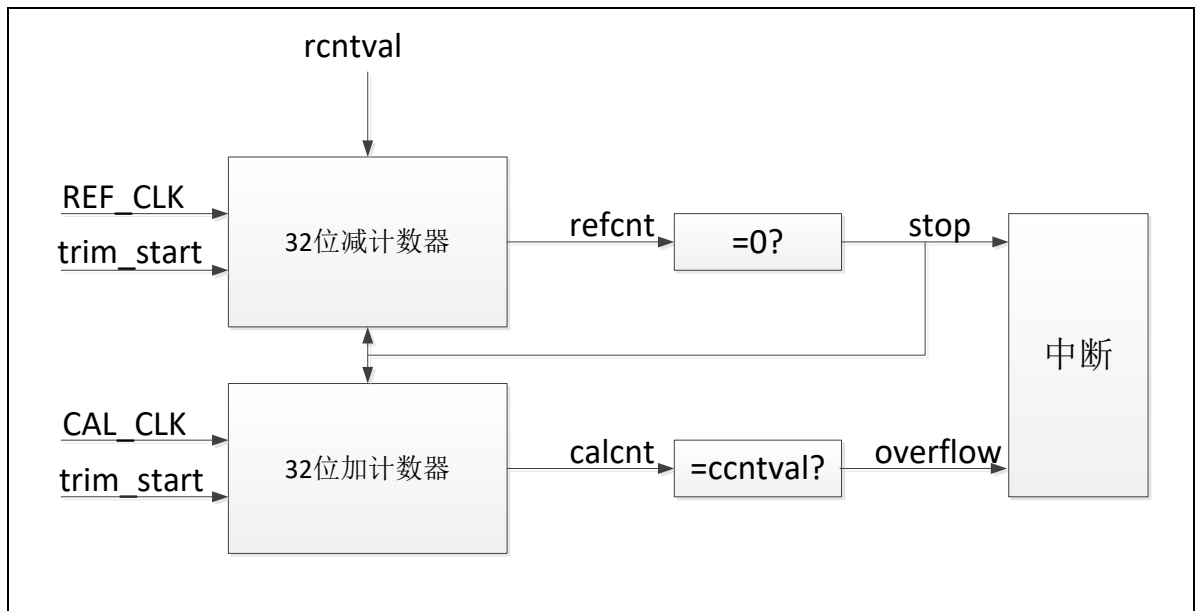 rcntval
REF_CLK
trim_start
32位减计数器
refcnt
=0?
stop
中断
CAL_CLK
trim_start
32位加计数器
calcnt
=ccntval?
overflow